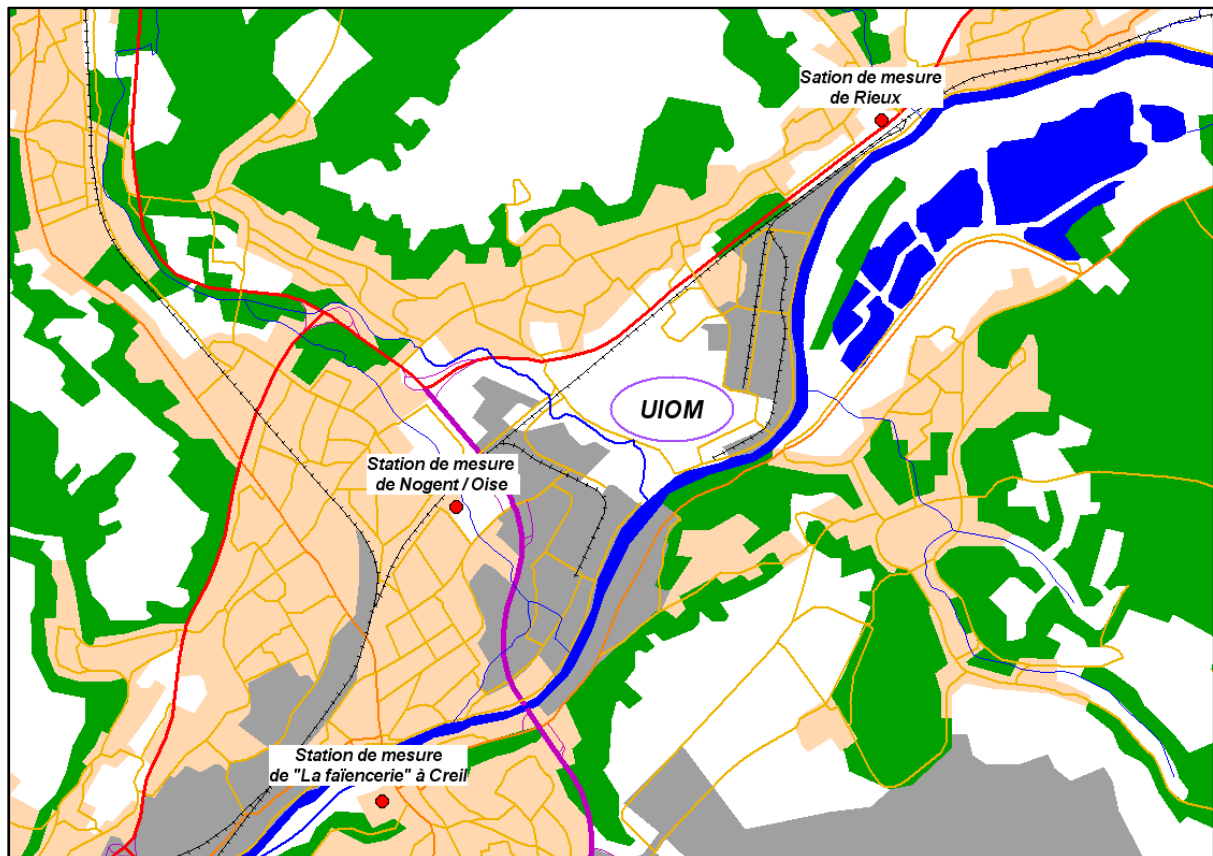 Sation de mesure
de Rieux
UIOM
Station de mesure
de Nogent / Oise
Station de mesure
de "La faïencerie" à Creil